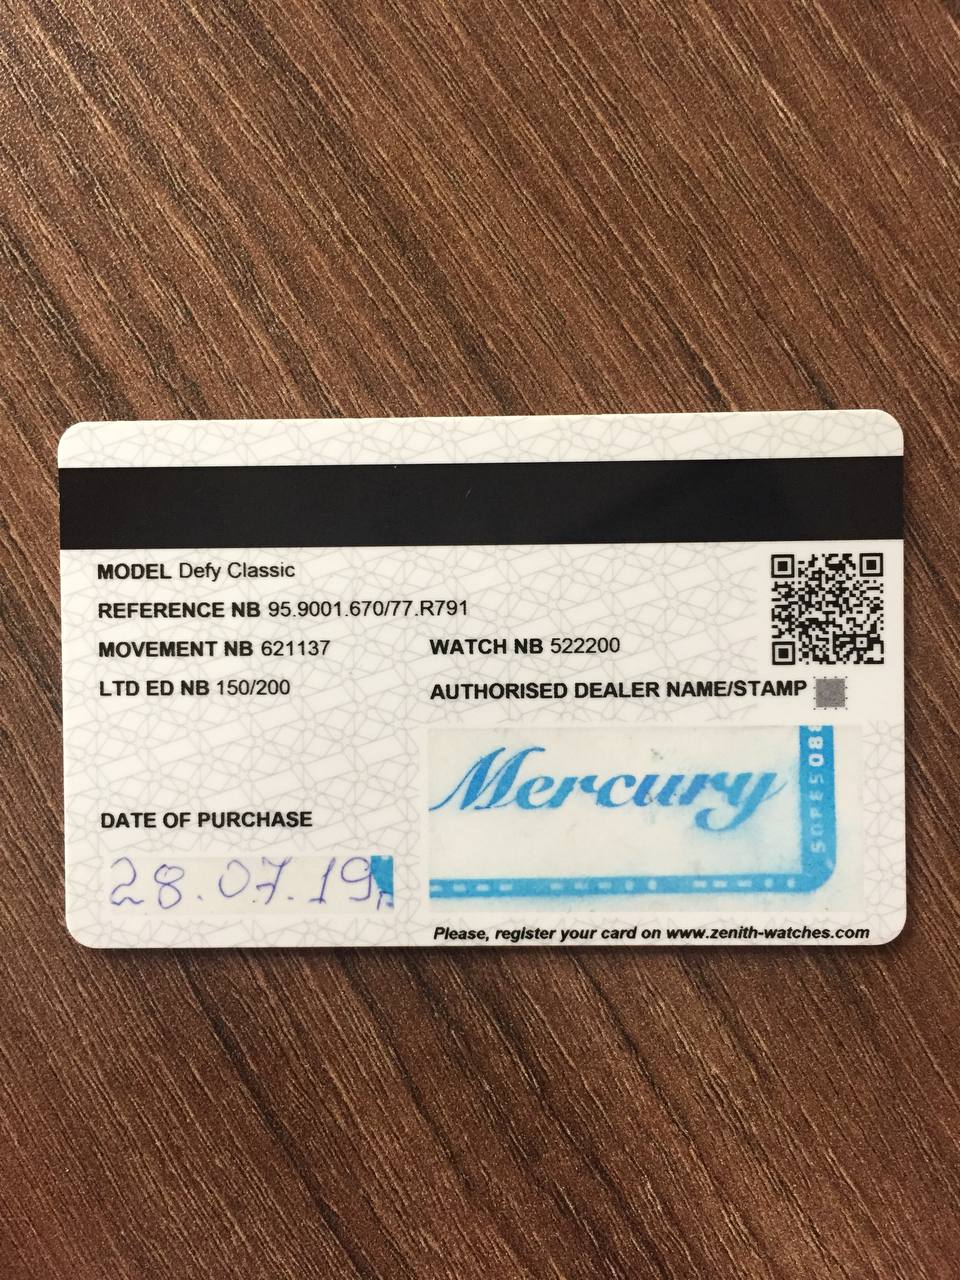 MODEL Defy Classic
REFERENCE NB 95.9001.670/77.R791
MOVEMENT NB 621137
WATCH NB 522200
LTD ED NB 150/200
AUTHORISED DEALER NAME/STAMP
Mercury
DATE OF PURCHASE
28.07.19
Please, register your card on www.zenith-watches.com